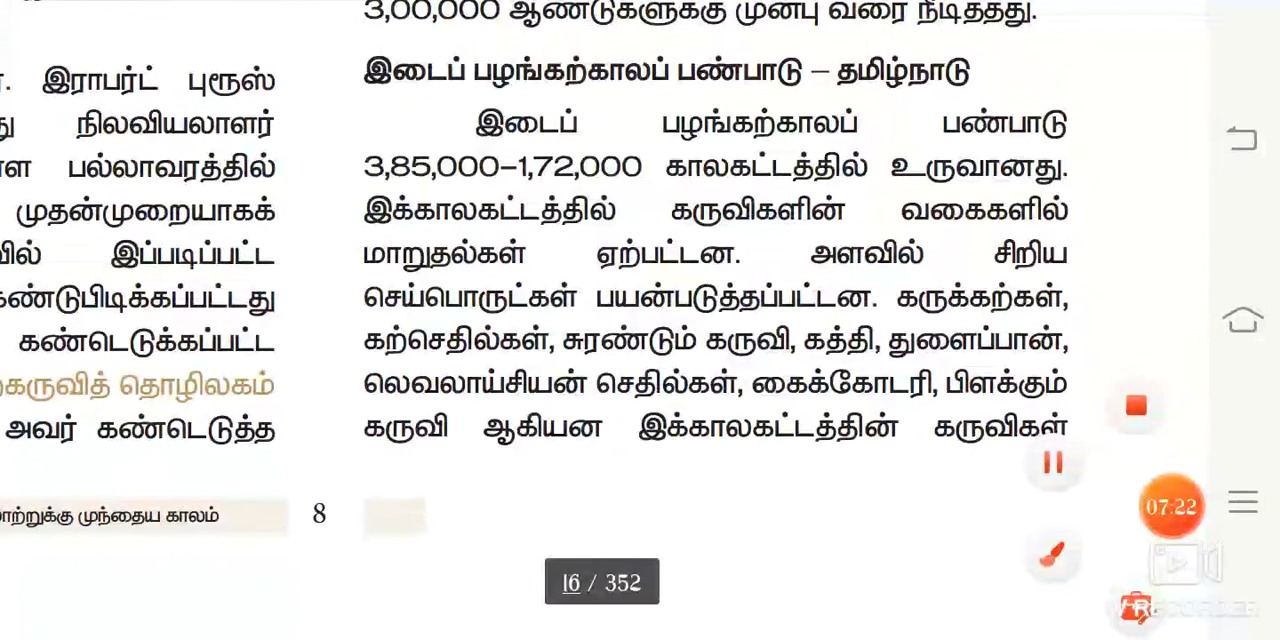 3,00,000 ஆண்டுகளுக்கு முன்பு வரை நீடித்தது.
இராபர்ட் புரூஸ்
நிலவியலாளர்
பல்லாவரத்தில்
முதன்முறையாகக்
இப்படிப்பட்ட
கண்டுபிடிக்கப்பட்டது
கண்டெடுக்கப்பட்ட
தொழிலகம்
அவர் கண்டெடுத்த
இடைப் பழங்கற்காலப் பண்பாடு – தமிழ்நாடு
இடைப் பழங்கற்காலப் பண்பாடு
3,85,000–1,72,000 காலகட்டத்தில் உருவானது.
இக்காலகட்டத்தில் கருவிகளின் வகைகளில்
மாறுதல்கள் ஏற்பட்டன. அளவில் சிறிய
செய்பொருட்கள் பயன்படுத்தப்பட்டன. கருக்கற்கள்,
கற்செதில்கள், சுரண்டும் கருவி, கத்தி, துளைப்பான்,
லெவலாய்சியன் செதில்கள், கைக்கோடரி, பிளக்கும்
கருவி ஆகியன இக்காலகட்டத்தின் கருவிகள்
முந்தைய காலம் 8
16 / 352
07:22
RECORDER